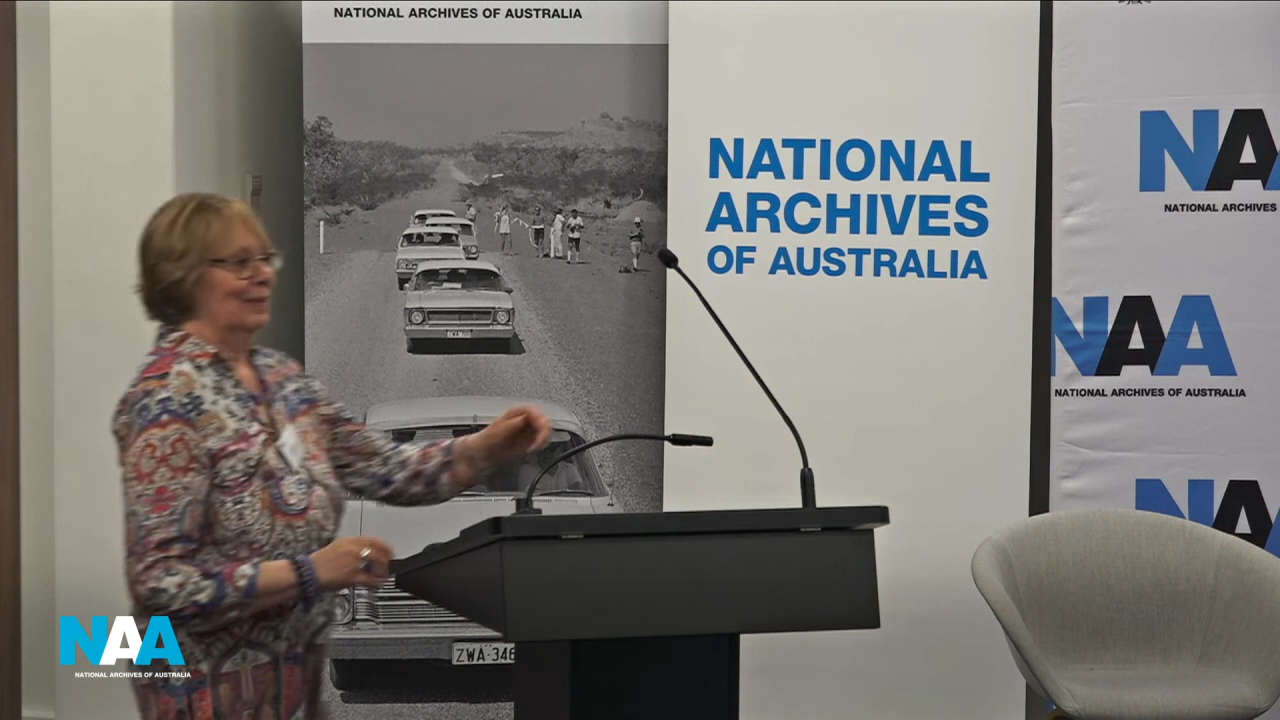 NATIONAL ARCHIVES OF AUSTRALIA
NATIONAL
ARCHIVES
OF AUSTRALIA
NAA
NATIONAL ARCHIVES
NAA
NATIONAL ARCHIVES OF AUSTRALIA
NAA
ZWA·346
NAA
NATIONAL ARCHIVES OF AUSTRALIA